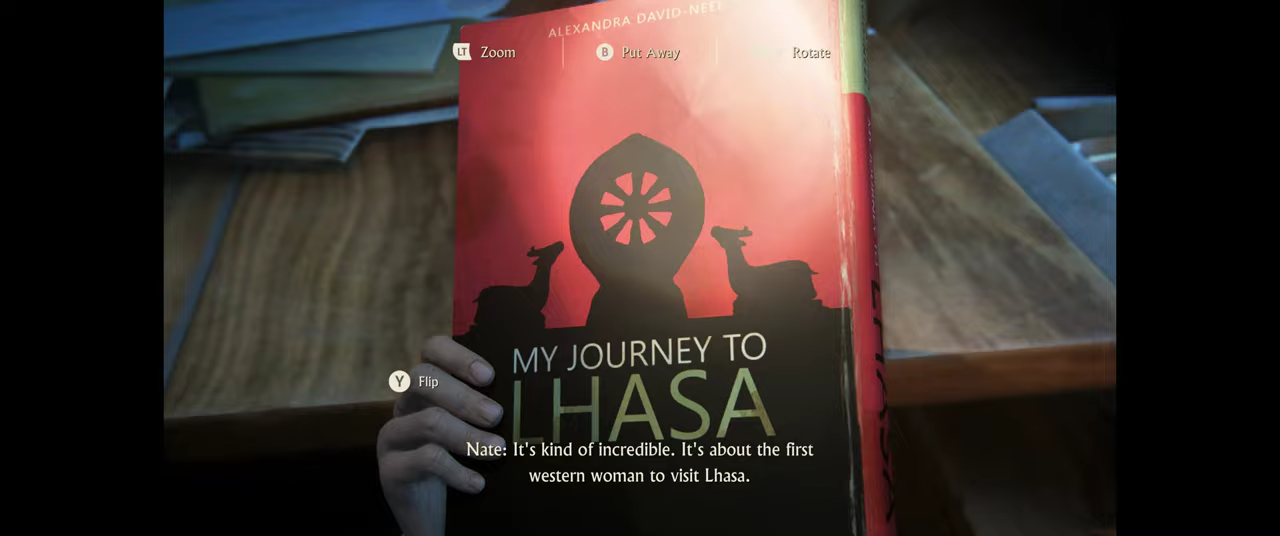 ALEXANDRA DAVID-NEEL
LT Zoom
B Put Away
Rotate
MY JOURNEY TO
LHASA
Y Flip
LHASA
Nate: It's kind of incredible. It's about the first
western woman to visit Lhasa.